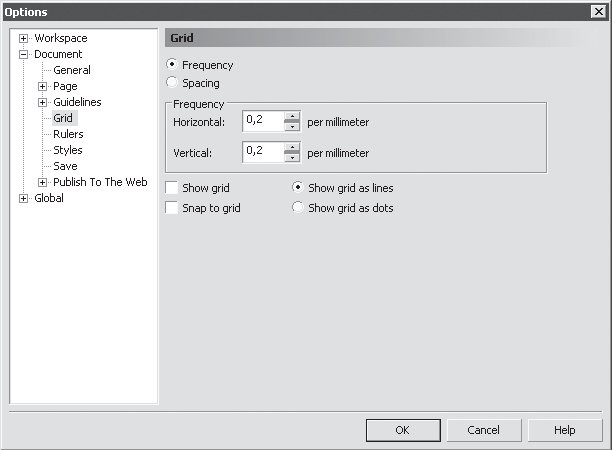 Options
Workspace
Document
General
Page
Guidelines
Grid
Rulers
Styles
Save
Publish To The Web
Global
Grid
Frequency
Spacing
Frequency
Horizontal: 0,2 per millimeter
Vertical: 0,2 per millimeter
Show grid Show grid as lines
Snap to grid Show grid as dots
OK Cancel Help